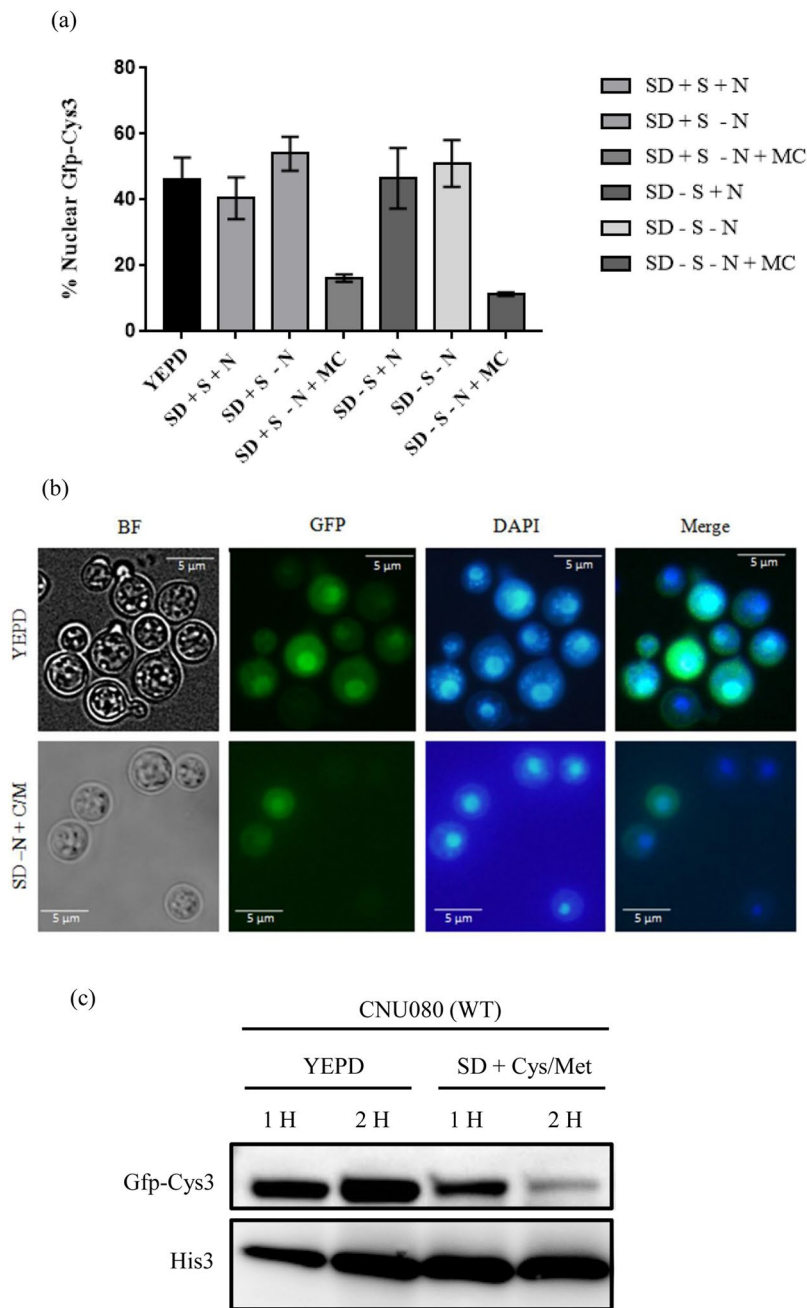 (a)
80
60
40
20
0
% Nuclear Gfp-Cys3
YEPD
SD + S + N
SD + S - N
SD + S - N + MC
SD - S + N
SD - S - N
SD - S - N + MC
SD + S + N
SD + S - N
SD + S - N + MC
SD - S + N
SD - S - N
SD - S - N + MC
(b)
BF GFP DAPI Merge
YEPD
5 µm 5 µm 5 µm 5 µm
SD –N + C/M
5 µm 5 µm 5 µm 5 µm
(c)
CNU080 (WT)
YEPD SD + Cys/Met
1 H 2 H 1 H 2 H
Gfp-Cys3
His3